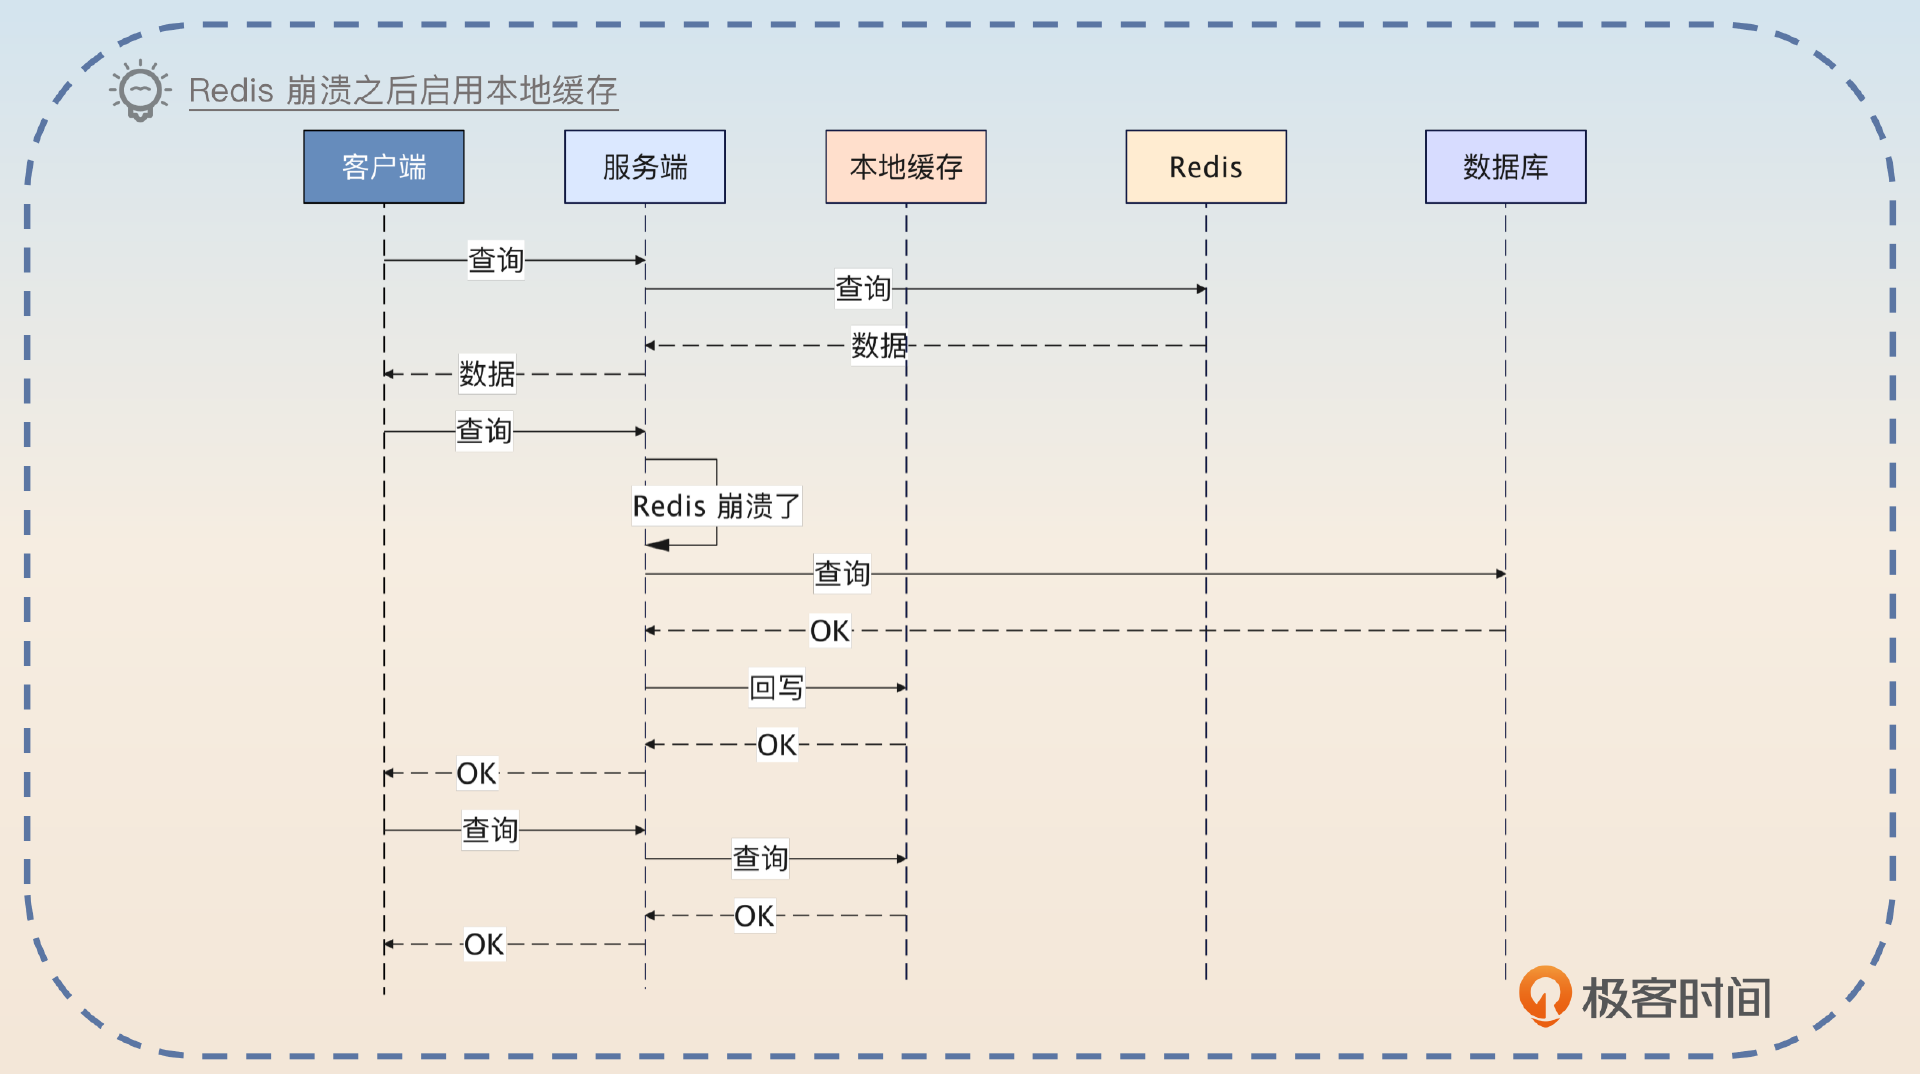 Redis 崩溃之后启用本地缓存
客户端
服务端
本地缓存
Redis
数据库
查询
查询
数据
数据
查询
Redis 崩溃了
查询
OK
回写
OK
OK
查询
查询
OK
OK
极客时间